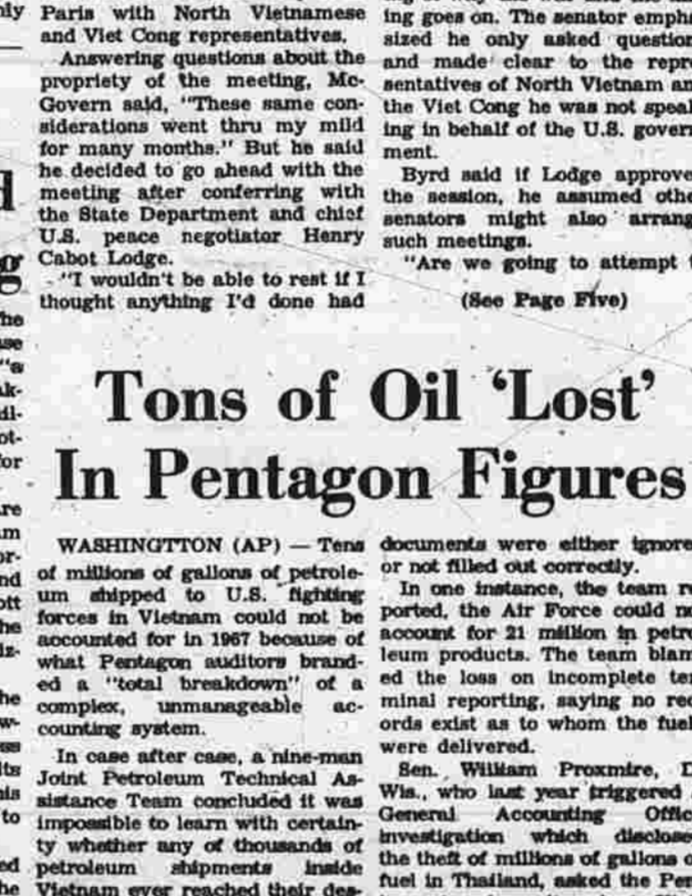 Paris with North Vietnamese
and Viet Cong representatives.
Answering questions about the
propriety of the meeting, Mc-
Govern said, "These same con-
siderations went thru my mild
for many months." But he said
he decided to go ahead with the
meeting after conferring with
the State Department and chief
U.S. peace negotiator Henry
Cabot Lodge.
"I wouldn't be able to rest if I
thought anything I'd done had
ing goes on. The senator empha
sized he only asked question
and made clear to the repre
sentatives of North Vietnam an
the Viet Cong he was not speak
ing in behalf of the U.S. govern
ment.
Byrd said if Lodge approve
the session, he assumed othe
senators might also arrang
such meetings.
"Are we going to attempt t
(See Page Five)
Tons of Oil 'Lost'
In Pentagon Figures
WASHINGTTON (AP) — Tens
of millions of gallons of petrole-
um shipped to U.S. fighting
forces in Vietnam could not be
accounted for in 1967 because of
what Pentagon auditors brand-
ed a "total breakdown" of a
complex, unmanageable ac-
counting system.
In case after case, a nine-man
Joint Petroleum Technical As-
sistance Team concluded it was
impossible to learn with certain-
ty whether any of thousands of
petroleum shipments inside
Vietnam ever reached their des-
documents were either ignore
or not filled out correctly.
In one instance, the team r
ported, the Air Force could n
account for 21 million in petro
leum products. The team blam
ed the loss on incomplete ter
minal reporting, saying no rec
ords exist as to whom the fuel
were delivered.
Sen. William Proxmire, D
Wis., who last year triggered
General Accounting Offic
investigation which disclose
the theft of millions of gallons o
fuel in Thailand, asked the Pen